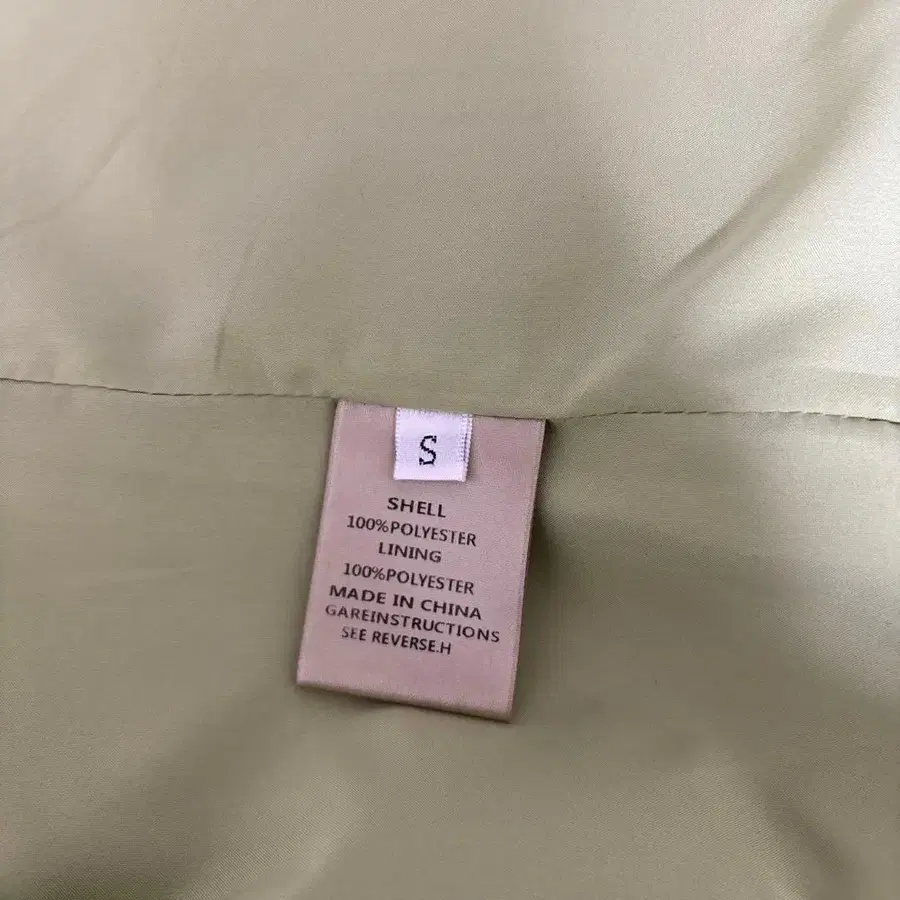 S
SHELL
100%POLYESTER
LINING
100%POLYESTER
MADE IN CHINA
GAREINSTRUCTIONS
SEE REVERSE.H